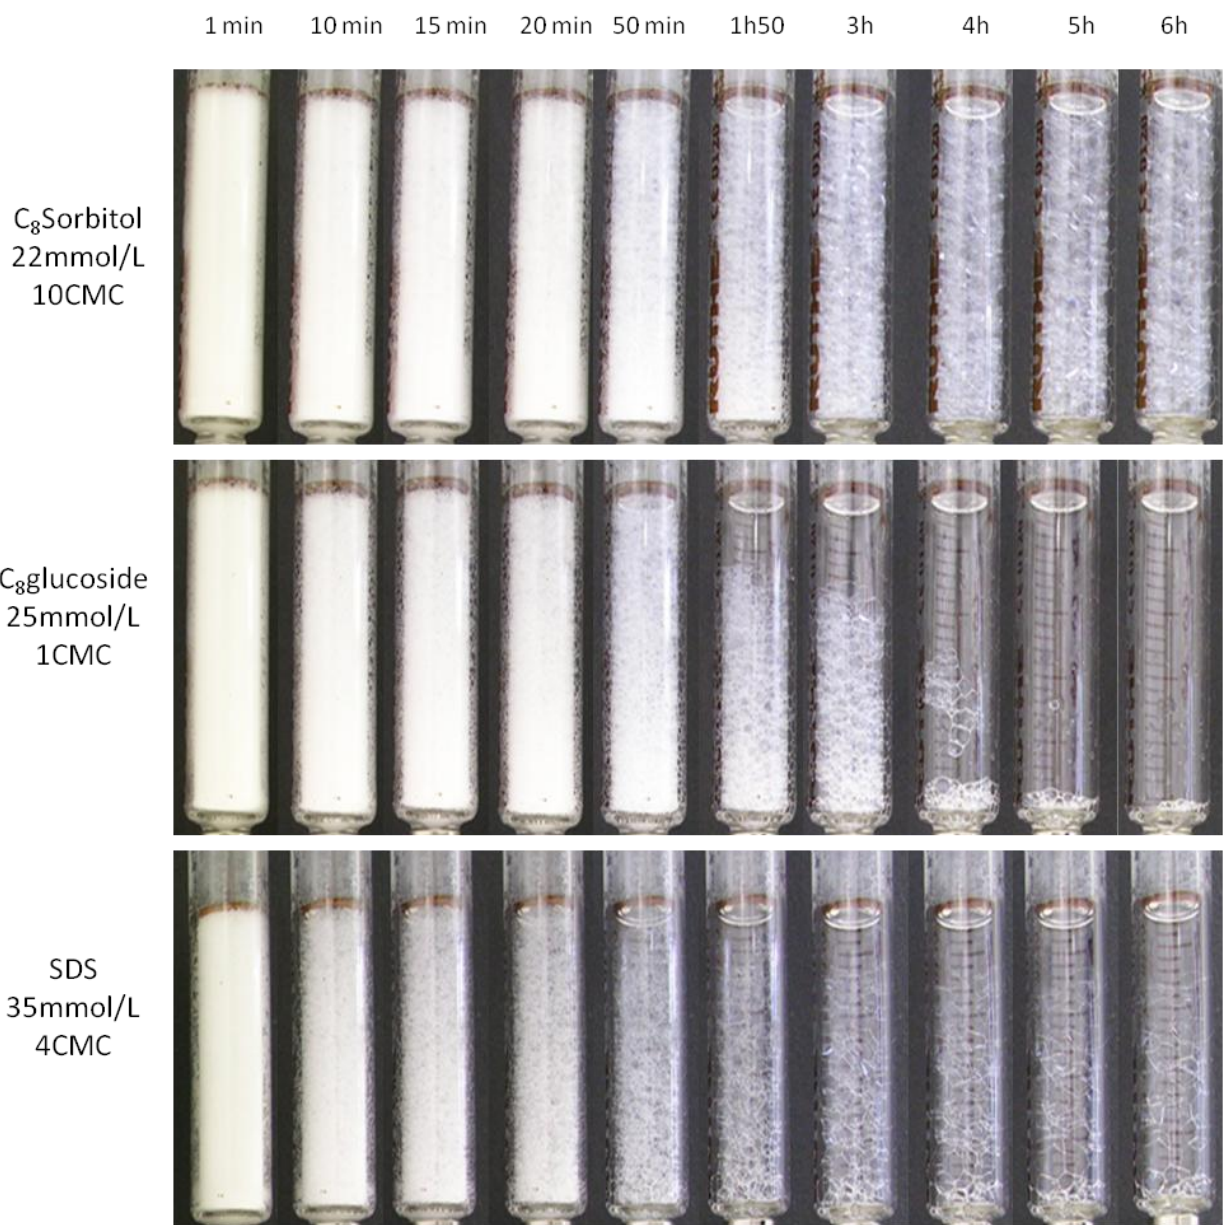 1 min 10 min 15 min 20 min 50 min 1h50 3h 4h 5h 6h
C₈Sorbitol
22mmol/L
10CMC
C₈glucoside
25mmol/L
1CMC
SDS
35mmol/L
4CMC